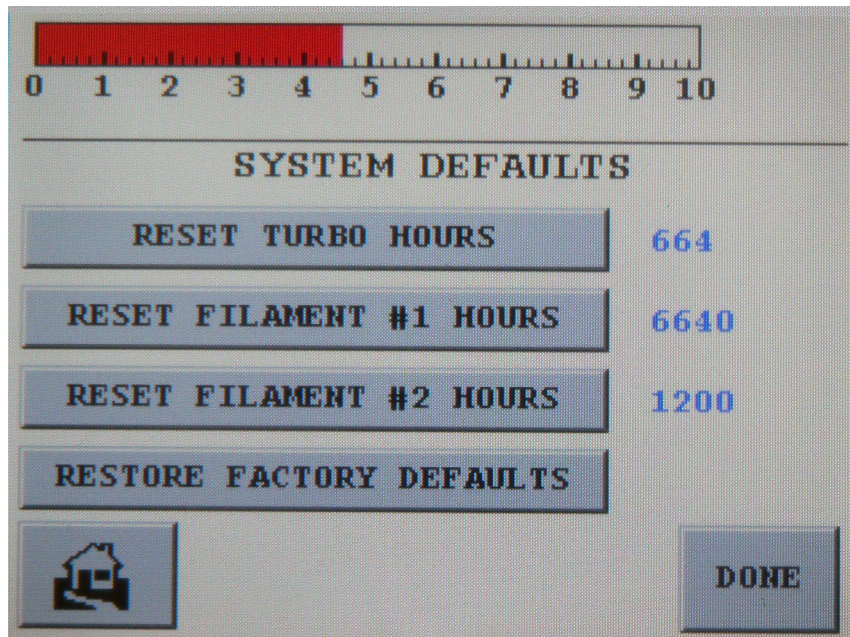 0 1 2 3 4 5 6 7 8 9 10
SYSTEM DEFAULTS
RESET TURBO HOURS 664
RESET FILAMENT #1 HOURS 6640
RESET FILAMENT #2 HOURS 1200
RESTORE FACTORY DEFAULTS
DONE